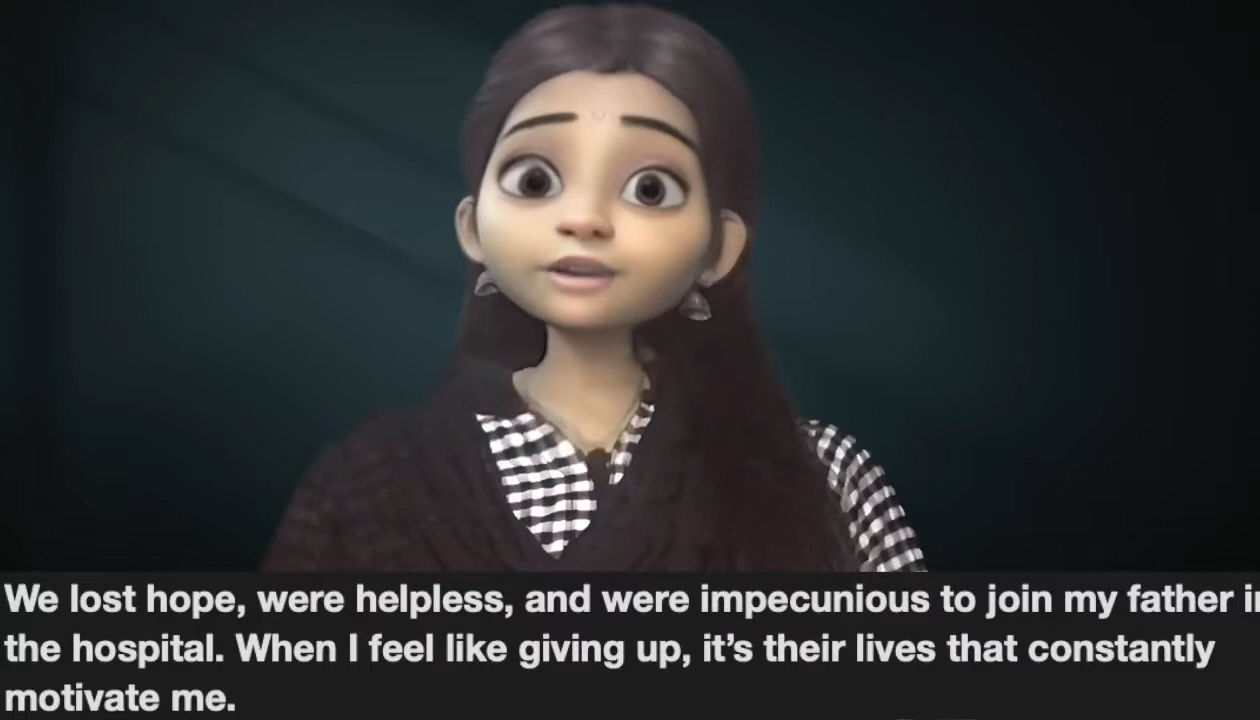 We lost hope, were helpless, and were impecunious to join my father in
the hospital. When I feel like giving up, it’s their lives that constantly
motivate me.